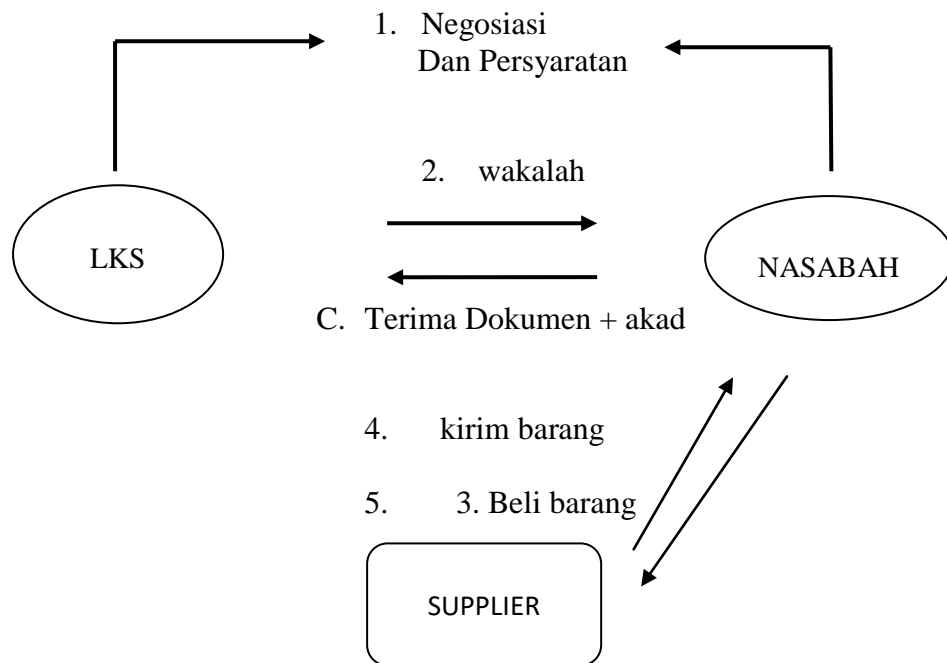 1. Negosiasi
Dan Persyaratan
2. wakalah
LKS
NASABAH
C. Terima Dokumen + akad
4. kirim barang
5. 3. Beli barang
SUPPLIER